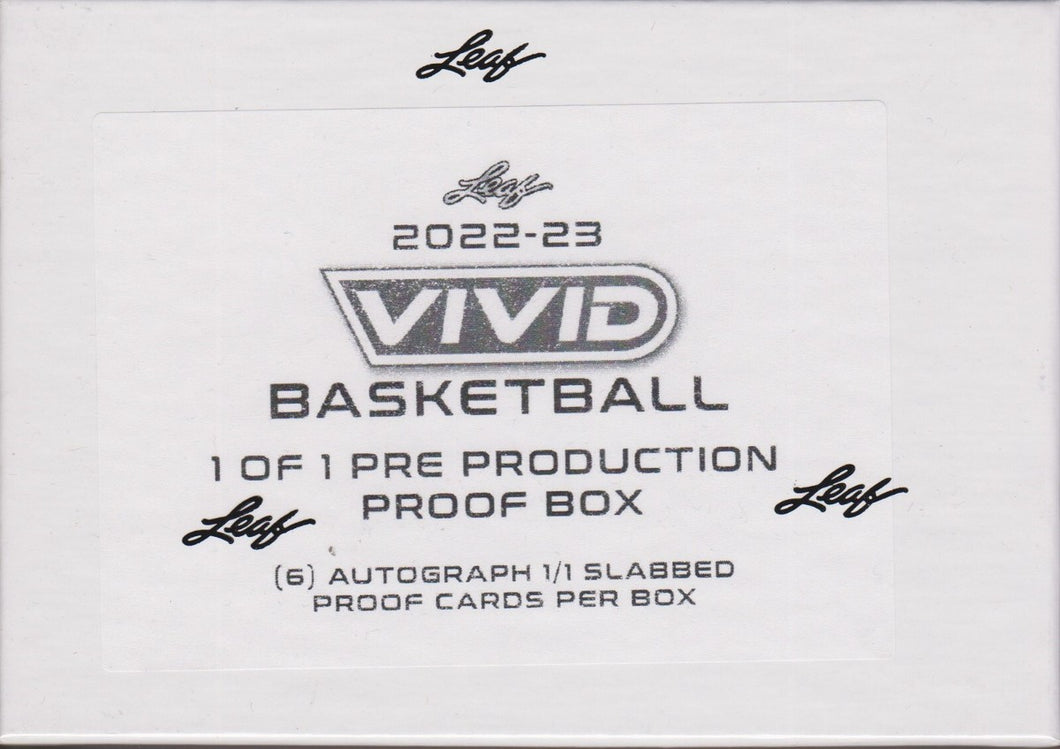 Leaf
Leaf
2022-23
VIVID
BASKETBALL
1 OF 1 PRE PRODUCTION
PROOF BOX
Leaf
Leaf
(6) AUTOGRAPH 1/1 SLABBED
PROOF CARDS PER BOX